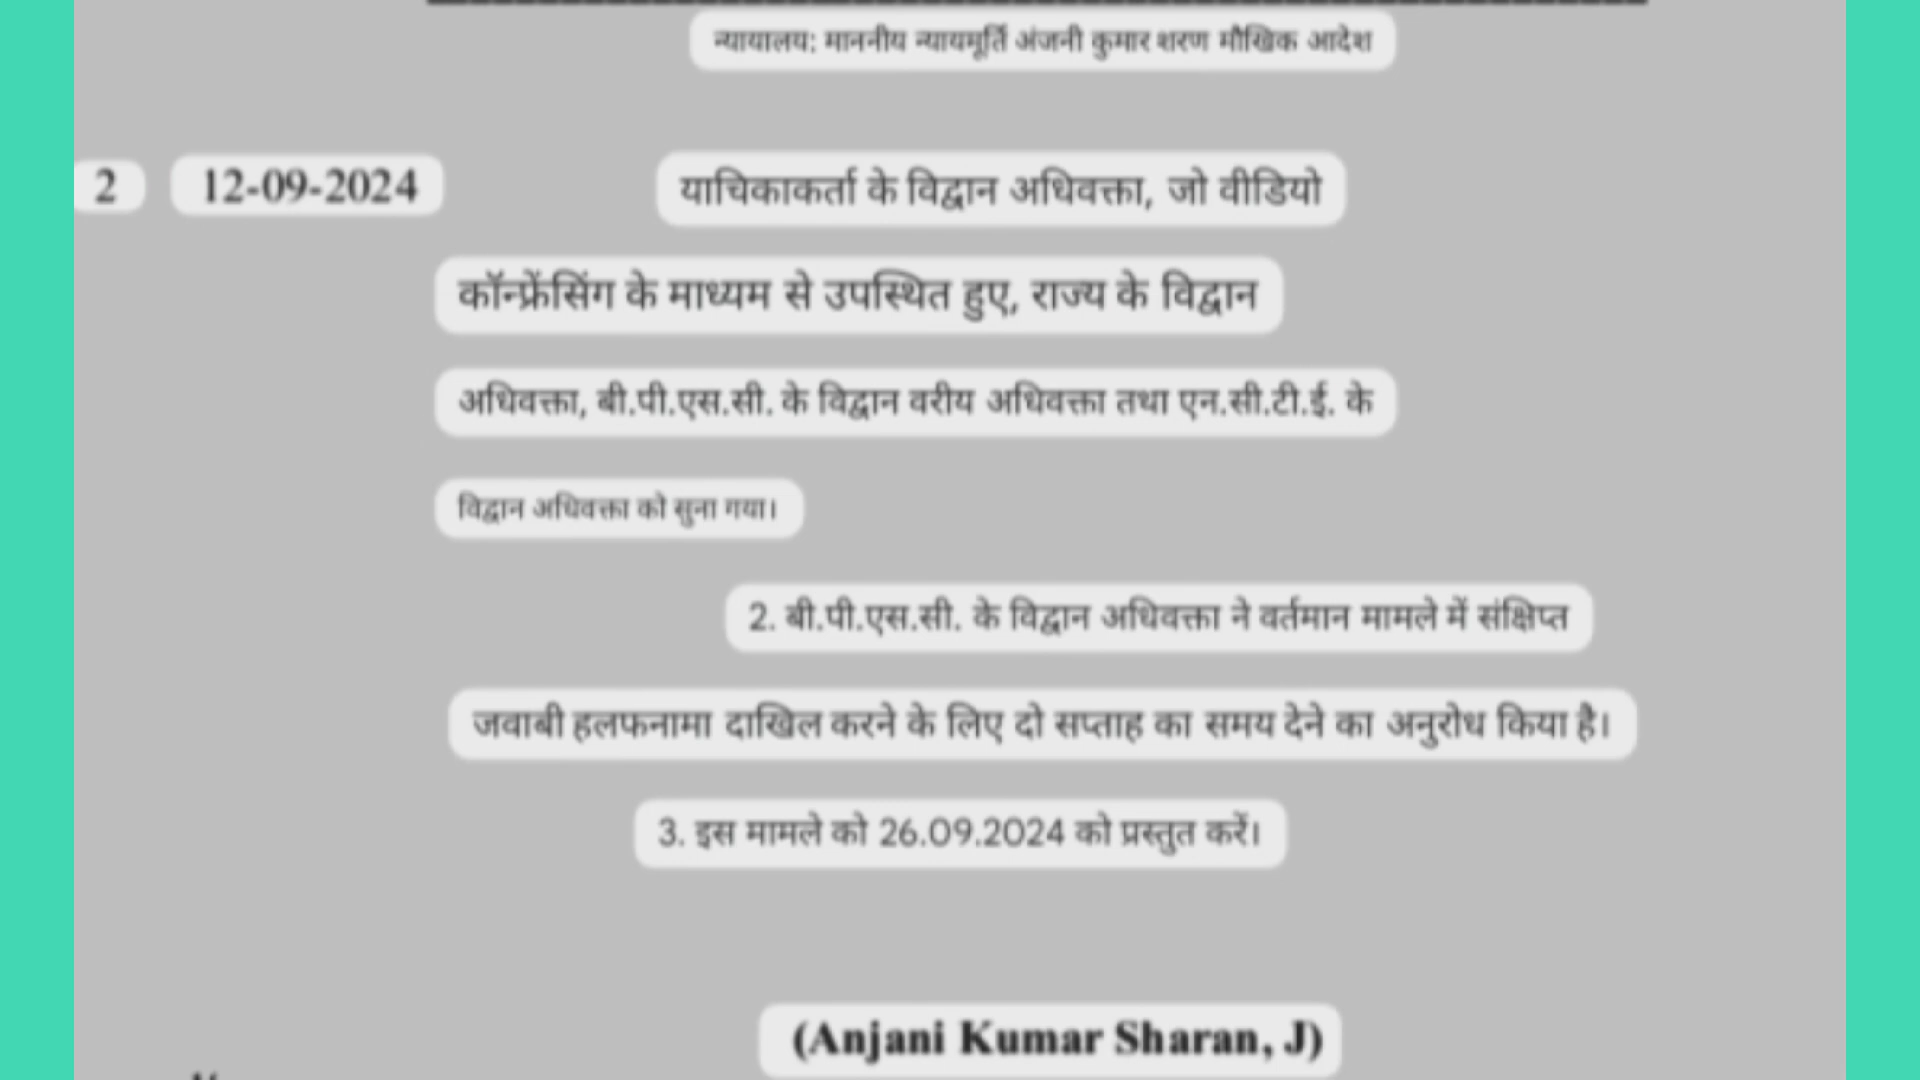 न्यायालय: माननीय न्यायमूर्ति अंजनी कुमार शरण मौखिक आदेश
2 12-09-2024 याचिकाकर्ता के विद्वान अधिवक्ता, जो वीडियो
कॉन्फ्रेंसिंग के माध्यम से उपस्थित हुए, राज्य के विद्वान
अधिवक्ता, बी.पी.एस.सी. के विद्वान वरीय अधिवक्ता तथा एन.सी.टी.ई. के
विद्वान अधिवक्ता को सुना गया।
2. बी.पी.एस.सी. के विद्वान अधिवक्ता ने वर्तमान मामले में संक्षिप्त
जवाबी हलफनामा दाखिल करने के लिए दो सप्ताह का समय देने का अनुरोध किया है।
3. इस मामले को 26.09.2024 को प्रस्तुत करें।
(Anjani Kumar Sharan, J)